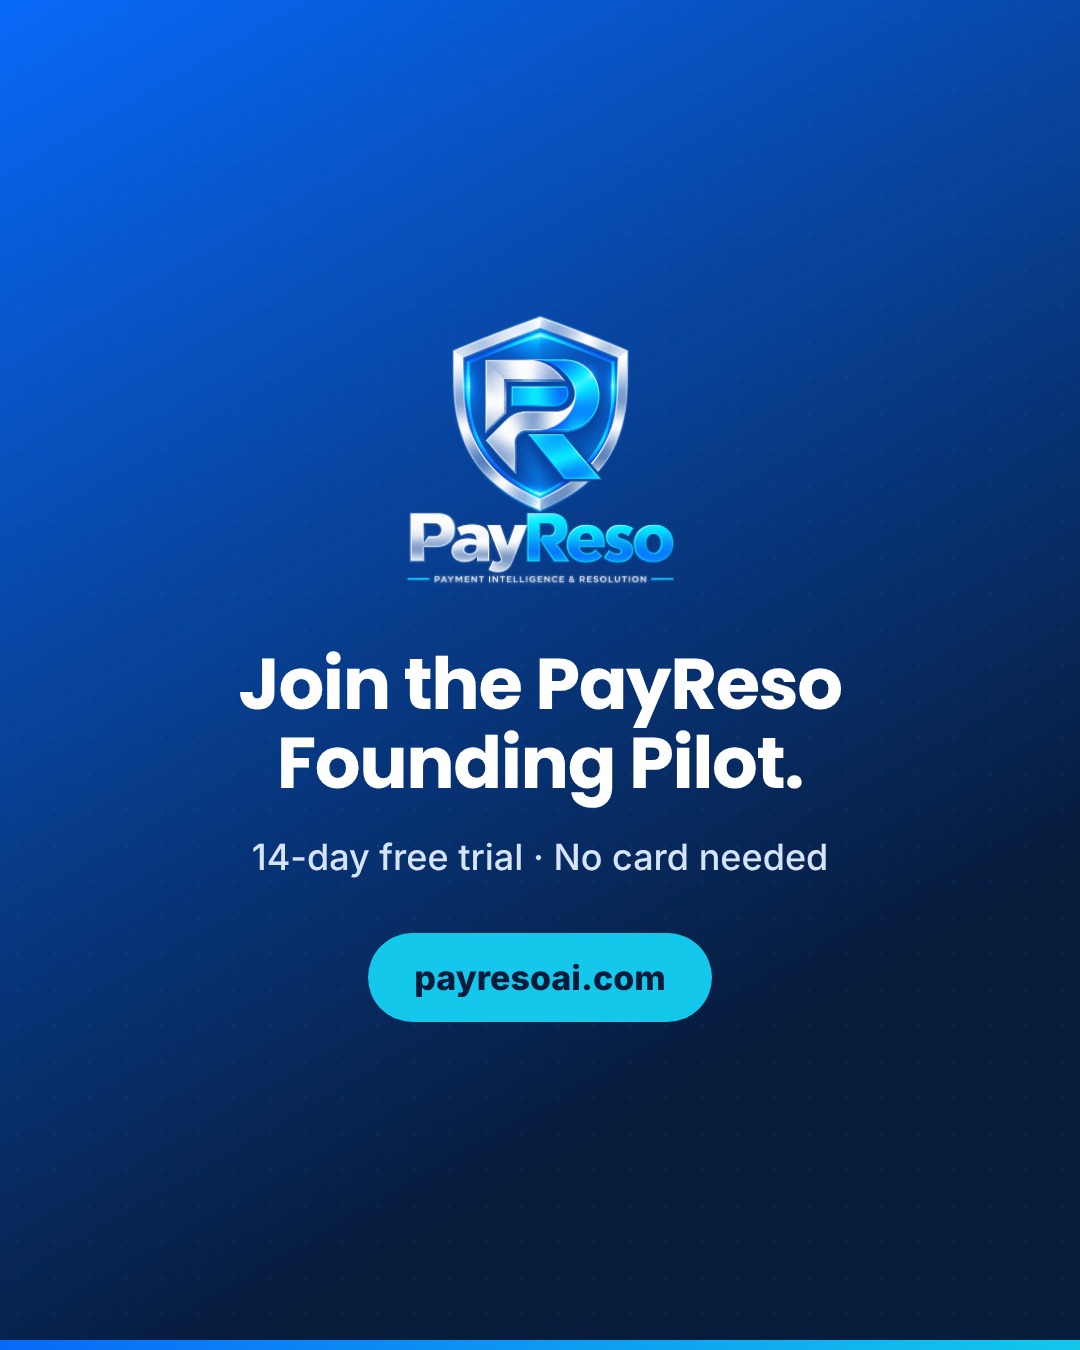 PayReso
PAYMENT INTELLIGENCE & RESOLUTION
Join the PayReso
Founding Pilot.
14-day free trial · No card needed
payresoai.com